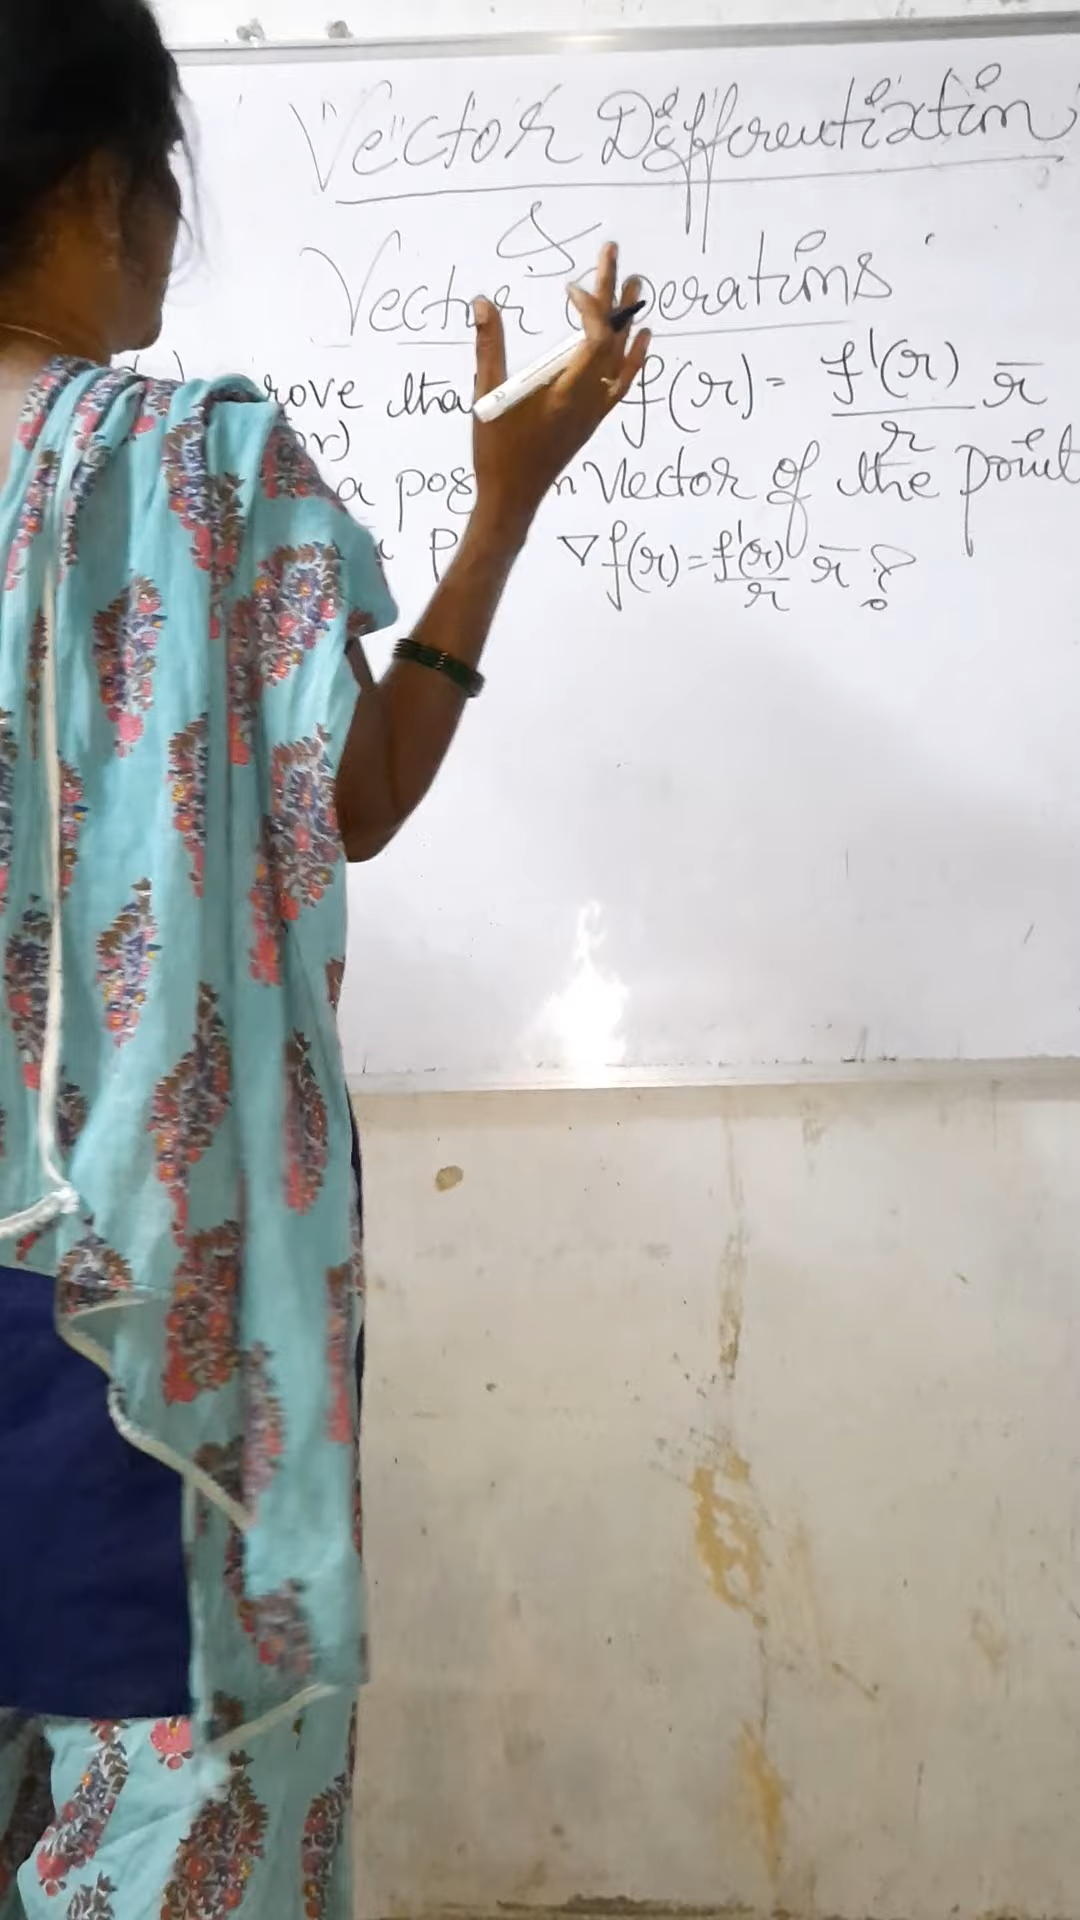 Vector Differentiation
&
Vector Operations
rove tha f(r) = f'(r)/r r̄
or)
a pos n Vector of the point
P ∇f(r) = f'(r)/r r̄ ?